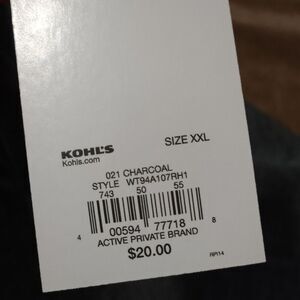 KOHL'S
Kohls.com
SIZE XXL
021 CHARCOAL
STYLE WT94A107RH1
743 50 55
4 00594 77718 8
ACTIVE PRIVATE BRAND
$20.00
RPI14